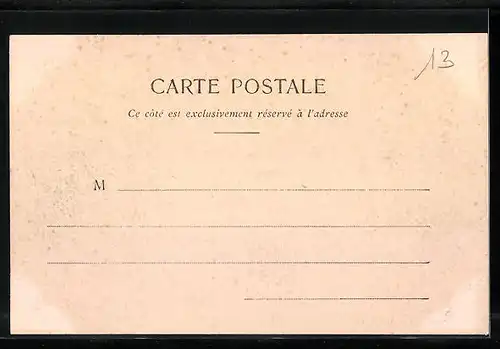 13
CARTE POSTALE
Ce côté est exclusivement réservé à l'adresse
M